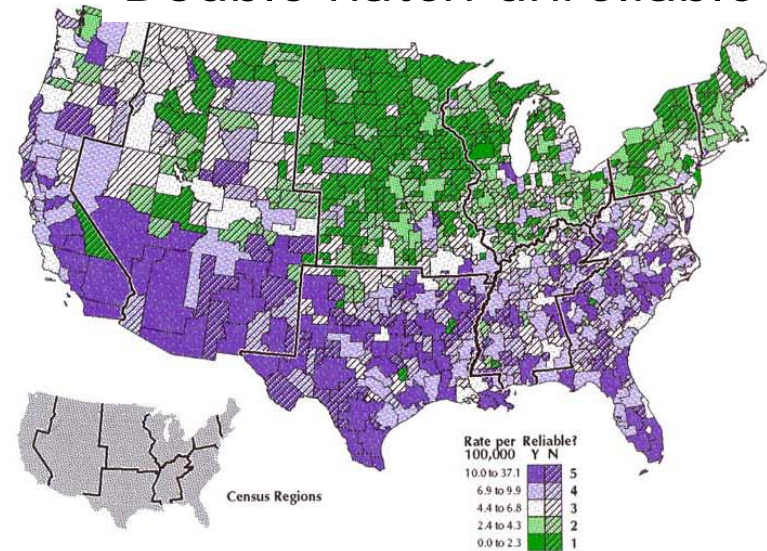 Rate per Reliable?
100,000 Y N
10.0 to 37.1 5
6.9 to 9.9 4
4.4 to 6.8 3
2.4 to 4.3 2
0.0 to 2.3 1
Census Regions